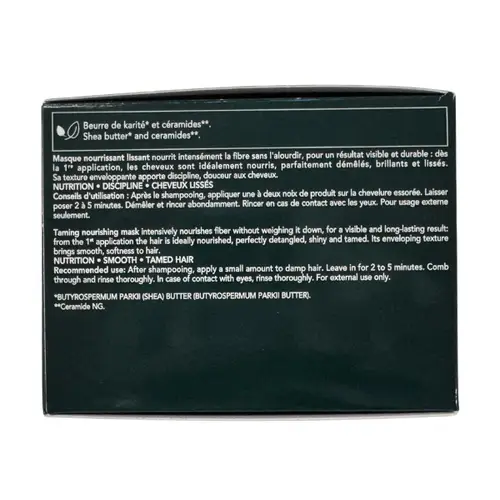 Beurre de karité* et céramides**.
Shea butter* and ceramides**.
Masque nourrissant lissant nourrit intensément la fibre sans l'alourdir, pour un résultat visible et durable : dès
la 1re application, les cheveux sont idéalement nourris, parfaitement démêlés, brillants et lissés.
Sa texture enveloppante apporte discipline, douceur aux cheveux.
NUTRITION • DISCIPLINE • CHEVEUX LISSÉS
Conseils d'utilisation : Après le shampooing, appliquer une à deux noix de produit sur la chevelure essorée. Laisser
poser 2 à 5 minutes. Démêler et rincer abondamment. Rincer en cas de contact avec les yeux. Pour usage externe
seulement.
Taming nourishing mask intensively nourishes fiber without weighing it down, for a visible and long-lasting result:
from the 1st application the hair is ideally nourished, perfectly detangled, shiny and tamed. Its enveloping texture
brings smooth, softness to hair.
NUTRITION • SMOOTH • TAMED HAIR
Recommended use: After shampooing, apply a small amount to damp hair. Leave in for 2 to 5 minutes. Comb
through and rinse thoroughly. In case of contact with eyes, rinse thoroughly. For external use only.
*BUTYROSPERMUM PARKII (SHEA) BUTTER (BUTYROSPERMUM PARKII BUTTER).
**Ceramide NG.